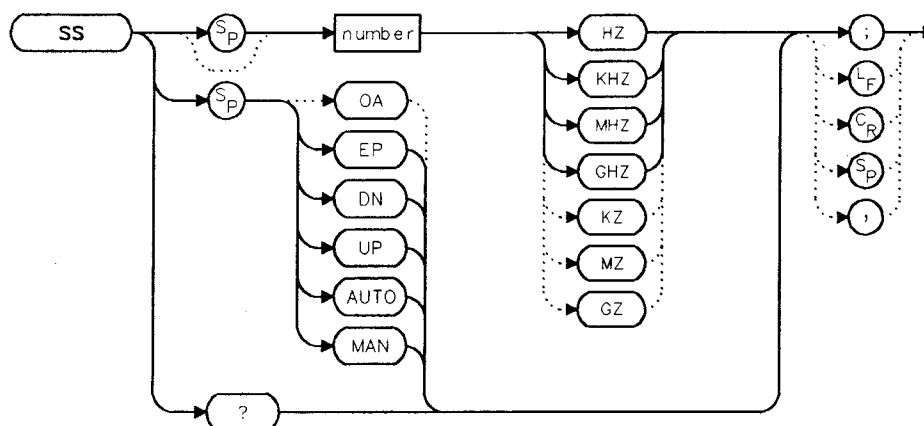 SS
SP
number
HZ
KHZ
MHZ
GHZ
KZ
MZ
GZ
;
LF
CR
SP
,
SP
OA
EP
DN
UP
AUTO
MAN
?